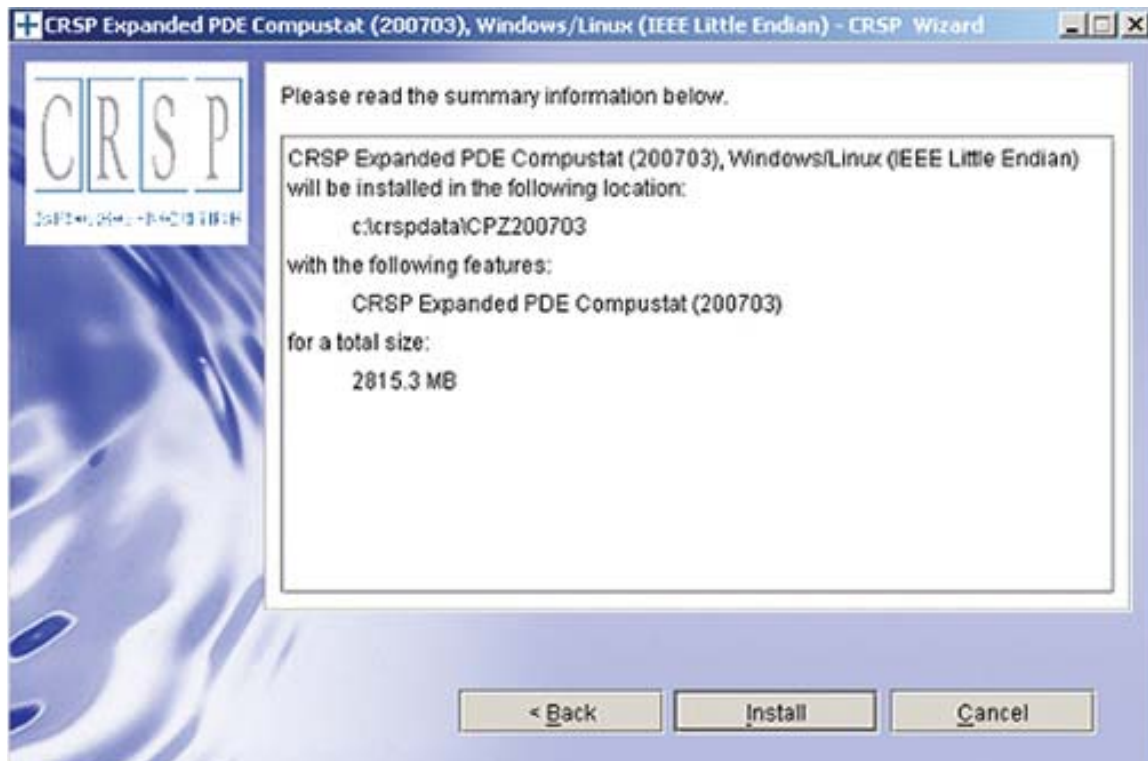 CRSP Expanded PDE Compustat (200703), Windows/Linux (IEEE Little Endian) - CRSP Wizard
CRSP
Please read the summary information below.
CRSP Expanded PDE Compustat (200703), Windows/Linux (IEEE Little Endian)
will be installed in the following location:
c:\crspdata\CPZ200703
with the following features:
CRSP Expanded PDE Compustat (200703)
for a total size:
2815.3 MB
< Back
Install
Cancel